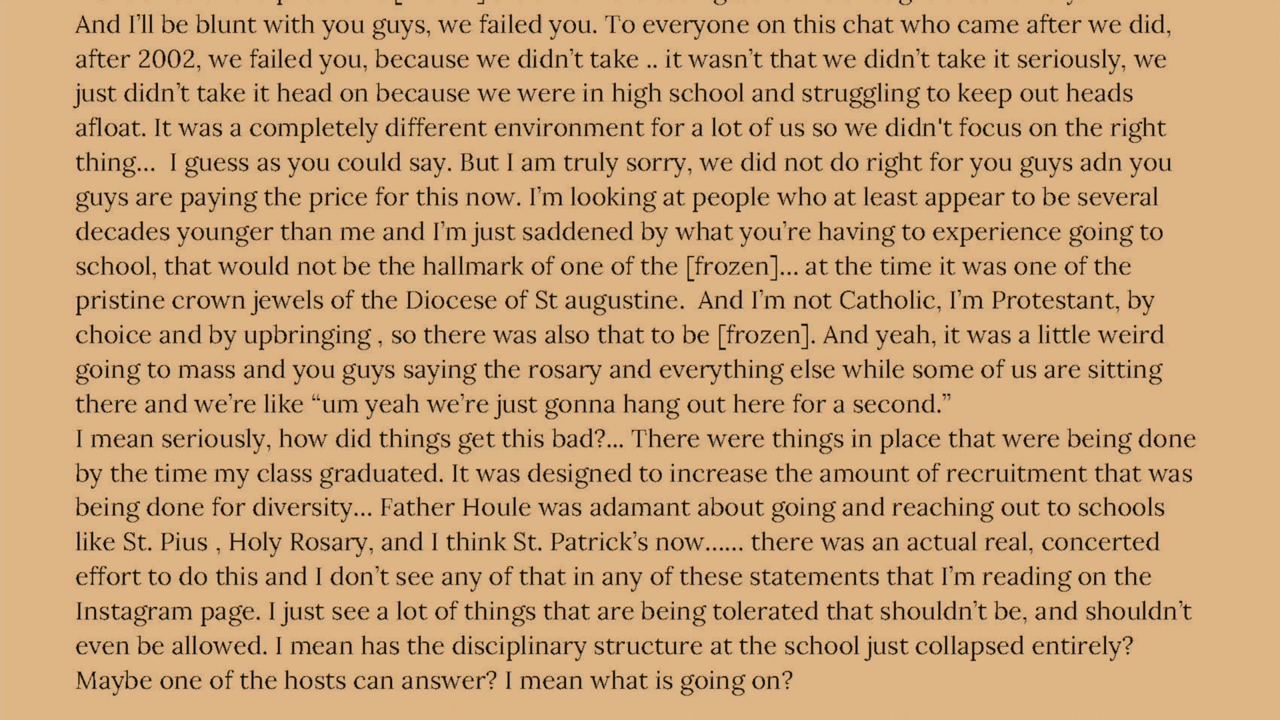 And I’ll be blunt with you guys, we failed you. To everyone on this chat who came after we did,
after 2002, we failed you, because we didn’t take .. it wasn’t that we didn’t take it seriously, we
just didn’t take it head on because we were in high school and struggling to keep out heads
afloat. It was a completely different environment for a lot of us so we didn't focus on the right
thing...  I guess as you could say. But I am truly sorry, we did not do right for you guys adn you
guys are paying the price for this now. I’m looking at people who at least appear to be several
decades younger than me and I’m just saddened by what you’re having to experience going to
school, that would not be the hallmark of one of the [frozen]... at the time it was one of the
pristine crown jewels of the Diocese of St augustine.  And I’m not Catholic, I’m Protestant, by
choice and by upbringing , so there was also that to be [frozen]. And yeah, it was a little weird
going to mass and you guys saying the rosary and everything else while some of us are sitting
there and we’re like “um yeah we’re just gonna hang out here for a second.”
I mean seriously, how did things get this bad?... There were things in place that were being done
by the time my class graduated. It was designed to increase the amount of recruitment that was
being done for diversity... Father Houle was adamant about going and reaching out to schools
like St. Pius , Holy Rosary, and I think St. Patrick’s now...... there was an actual real, concerted
effort to do this and I don’t see any of that in any of these statements that I’m reading on the
Instagram page. I just see a lot of things that are being tolerated that shouldn’t be, and shouldn’t
even be allowed. I mean has the disciplinary structure at the school just collapsed entirely?
Maybe one of the hosts can answer? I mean what is going on?